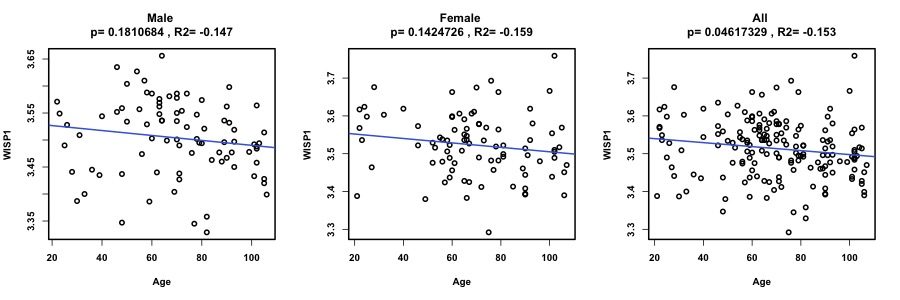 Male
p= 0.1810684 , R2= -0.147
WISP1
3.65
3.55
3.45
3.35
20 40 60 80 100
Age
Female
p= 0.1424726 , R2= -0.159
WISP1
3.7
3.6
3.5
3.4
3.3
20 40 60 80 100
Age
All
p= 0.04617329 , R2= -0.153
WISP1
3.7
3.6
3.5
3.4
3.3
20 40 60 80 100
Age